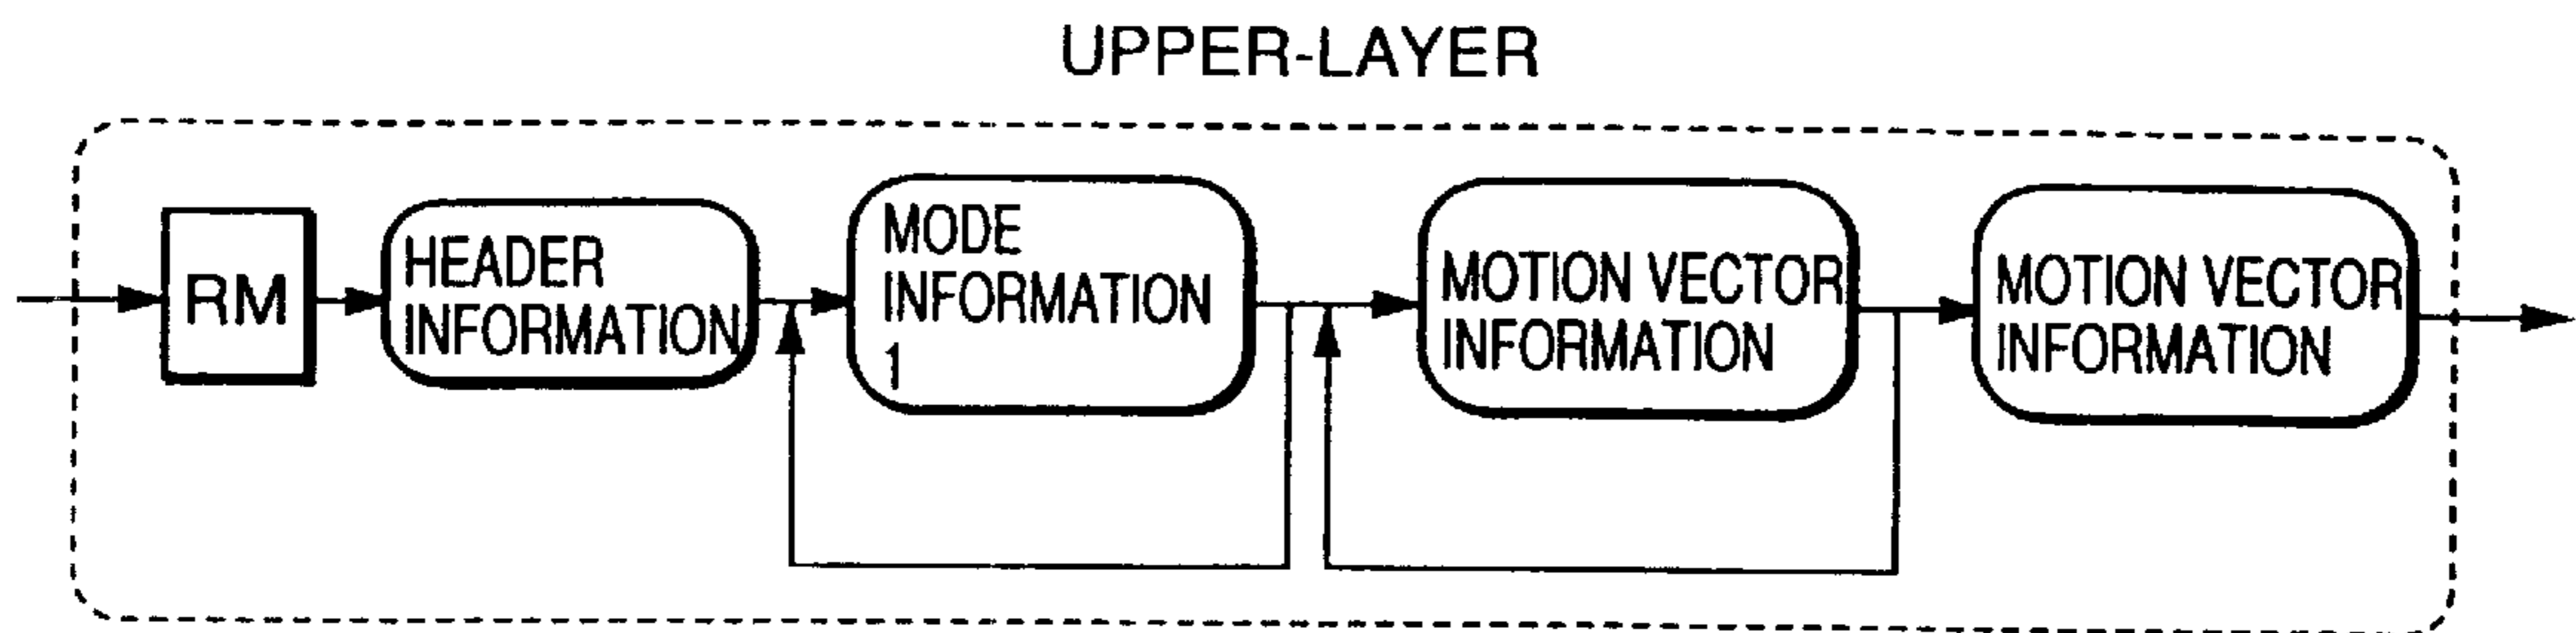 UPPER-LAYER
RM
HEADER
INFORMATION
MODE
INFORMATION
1
MOTION VECTOR
INFORMATION
MOTION VECTOR
INFORMATION